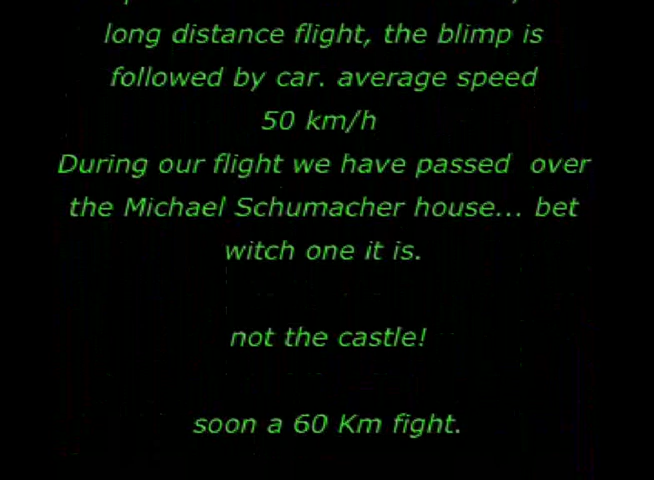 long distance flight, the blimp is
followed by car. average speed
50 km/h
During our flight we have passed  over
the Michael Schumacher house... bet
witch one it is.
not the castle!
soon a 60 Km fight.